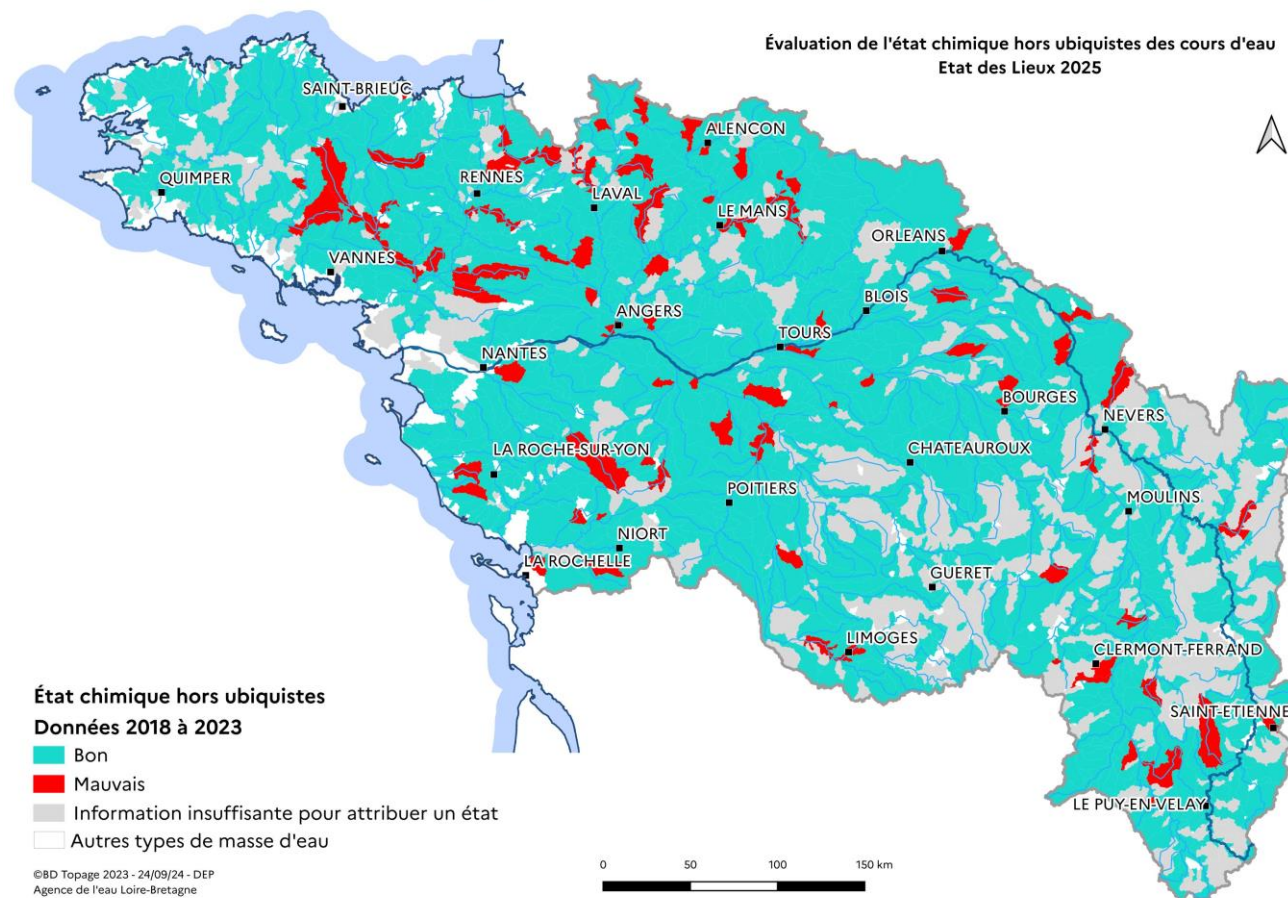 Évaluation de l'état chimique hors ubiquistes des cours d'eau
Etat des Lieux 2025
SAINT-BRIEUC
ALENCON
QUIMPER
RENNES
LAVAL
LE MANS
ORLEANS
VANNES
BLOIS
ANGERS
TOURS
NANTES
BOURGES
NEVERS
LA ROCHE-SUR-YON
CHATEAUROUX
POITIERS
MOULINS
NIORT
LA ROCHELLE
GUERET
LIMOGES
CLERMONT-FERRAND
SAINT-ETIENNE
LE PUY-EN-VELAY
État chimique hors ubiquistes
Données 2018 à 2023
Bon
Mauvais
Information insuffisante pour attribuer un état
Autres types de masse d'eau
©BD Topage 2023 - 24/09/24 - DEP
Agence de l'eau Loire-Bretagne
0 50 100 150 km